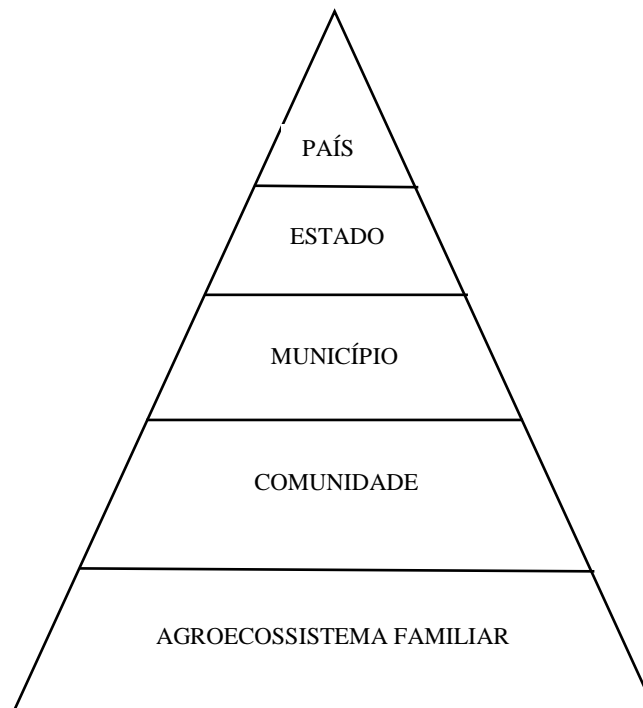 PAÍS
ESTADO
MUNICÍPIO
COMUNIDADE
AGROECOSSISTEMA FAMILIAR